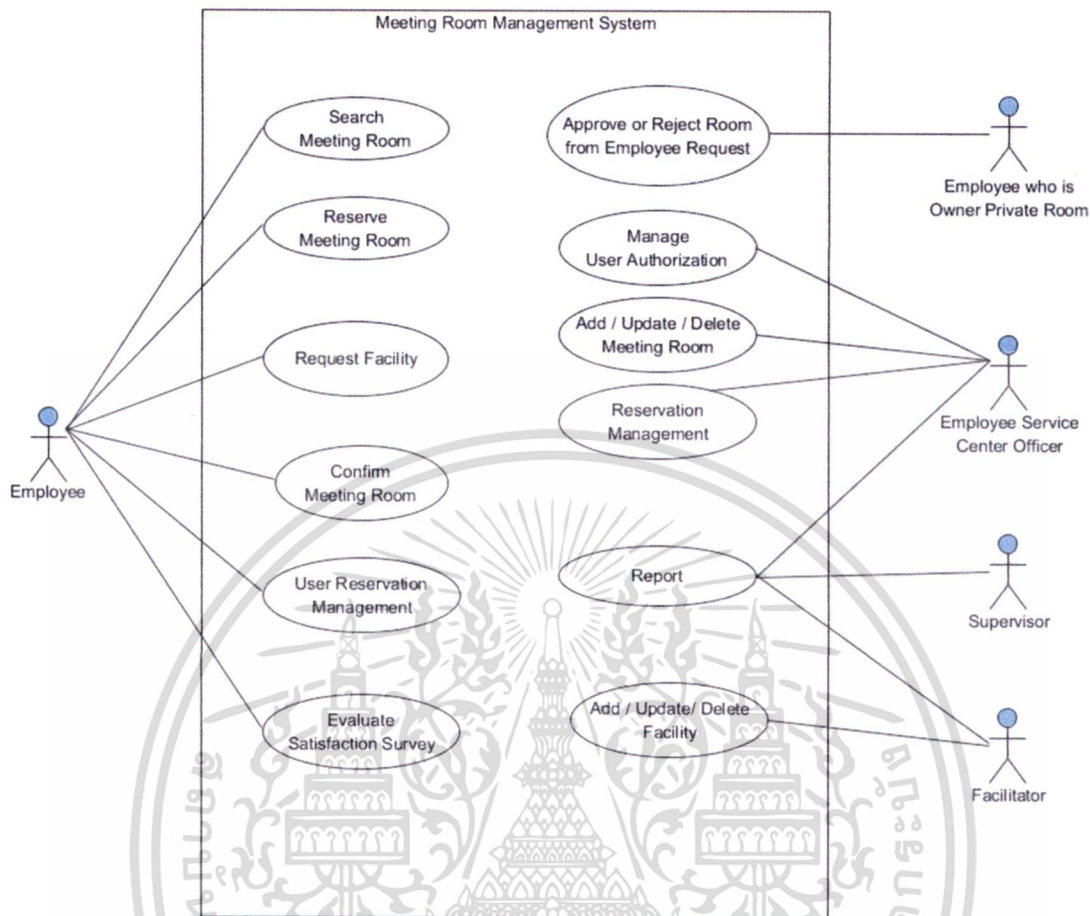 Meeting Room Management System
Search
Meeting Room
Reserve
Meeting Room
Request Facility
Confirm
Meeting Room
User Reservation
Management
Evaluate
Satisfaction Survey
Employee
Approve or Reject Room
from Employee Request
Manage
User Authorization
Add / Update / Delete
Meeting Room
Reservation
Management
Report
Add / Update/ Delete
Facility
Employee who is
Owner Private Room
Employee Service
Center Officer
Supervisor
Facilitator